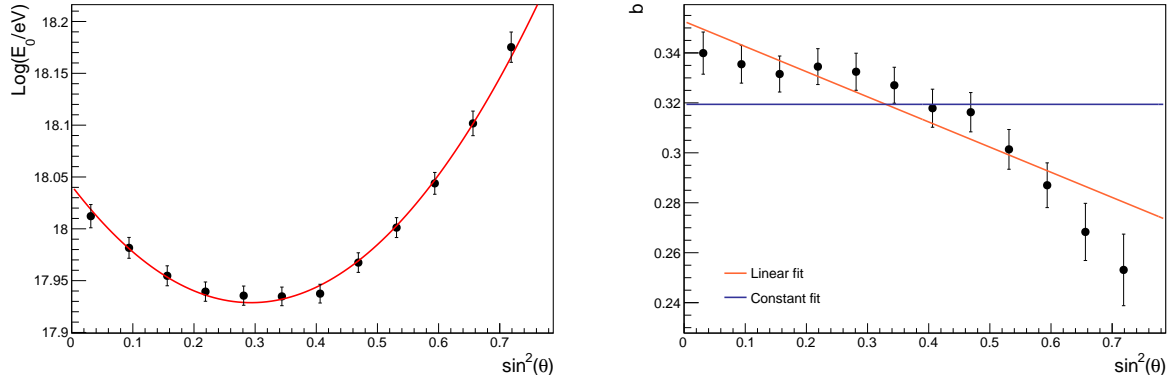 Log(E_0/eV)
18.2
18.15
18.1
18.05
18
17.95
17.9
0 0.1 0.2 0.3 0.4 0.5 0.6 0.7
sin²(θ)
b
0.34
0.32
0.3
0.28
0.26
0.24
Linear fit
Constant fit
0 0.1 0.2 0.3 0.4 0.5 0.6 0.7
sin²(θ)